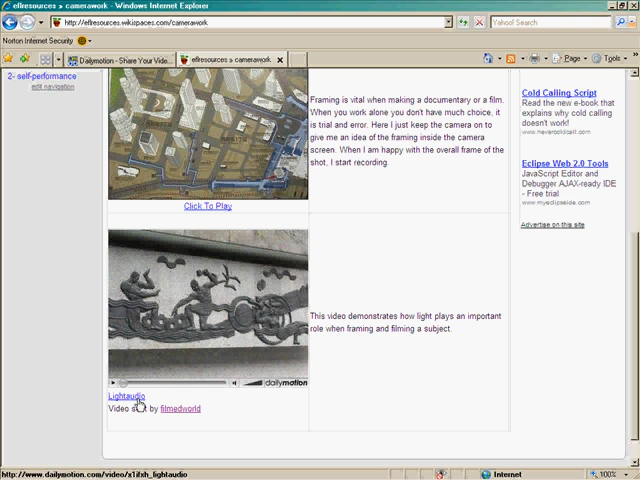 eflresources » camerawork - Windows Internet Explorer
http://eflresources.wikispaces.com/camerawork
Yahoo Search
Norton Internet Security
Dailymotion - Share Your Vide...
eflresources » camerawork
Page
Tools
2- self-performance
edit navigation
Click To Play
Framing is vital when making a documentary or a film.
When you work alone you don't have much choice, it
is trial and error. Here I just keep the camera on to
give me an idea of the framing inside the camera
screen. When I am happy with the overall frame of the
shot, I start recording.
dailymotion
Lightaudio
Video sent by filmedworld
This video demonstrates how light plays an important
role when framing and filming a subject.
Cold Calling Script
Read the new e-book that
explains why cold calling
doesn't work!
www.nevercoldcall.com
Eclipse Web 2.0 Tools
JavaScript Editor and
Debugger AJAX-ready IDE
- Free trial
www.myeclipseide.com
Advertise on this site
http://www.dailymotion.com/video/x1ifxh_lightaudio
Internet
100%